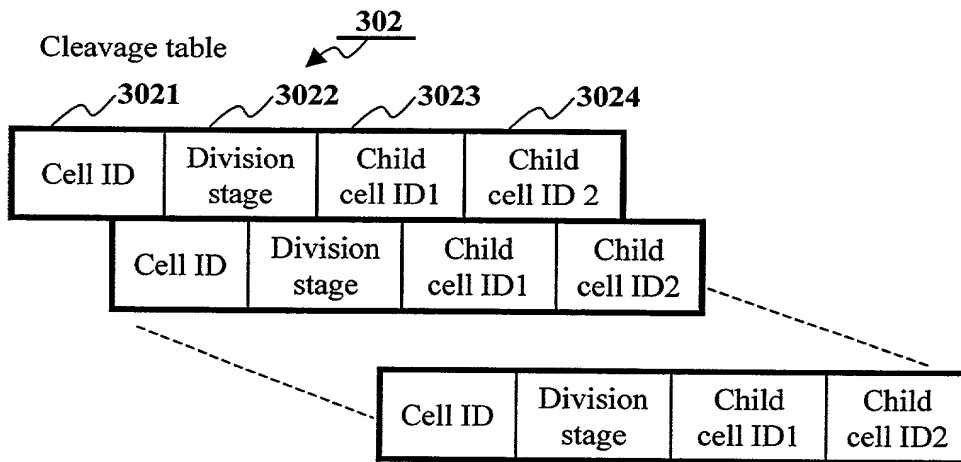 302
Cleavage table
3021 3022 3023 3024
Cell ID Division stage Child cell ID1 Child cell ID 2
Cell ID Division stage Child cell ID1 Child cell ID2
Cell ID Division stage Child cell ID1 Child cell ID2